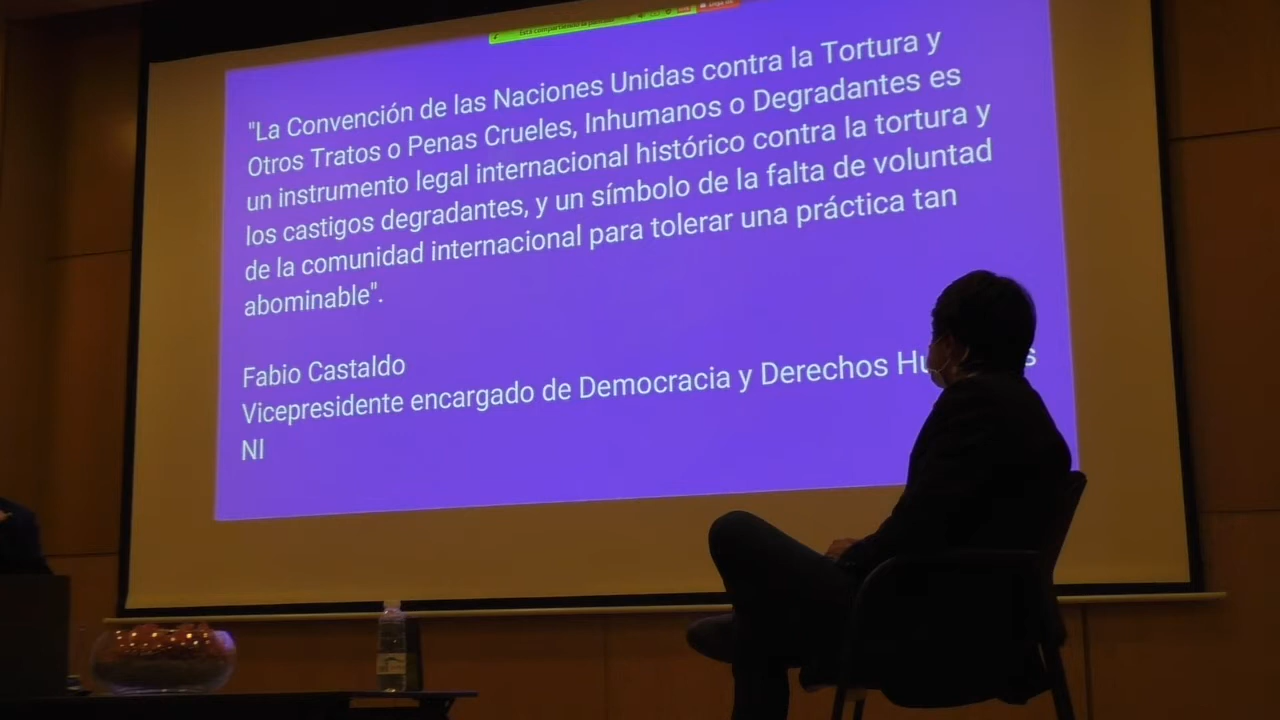 "La Convención de las Naciones Unidas contra la Tortura y
Otros Tratos o Penas Crueles, Inhumanos o Degradantes es
un instrumento legal internacional histórico contra la tortura y
los castigos degradantes, y un símbolo de la falta de voluntad
de la comunidad internacional para tolerar una práctica tan
abominable".
Fabio Castaldo
Vicepresidente encargado de Democracia y Derechos
NI